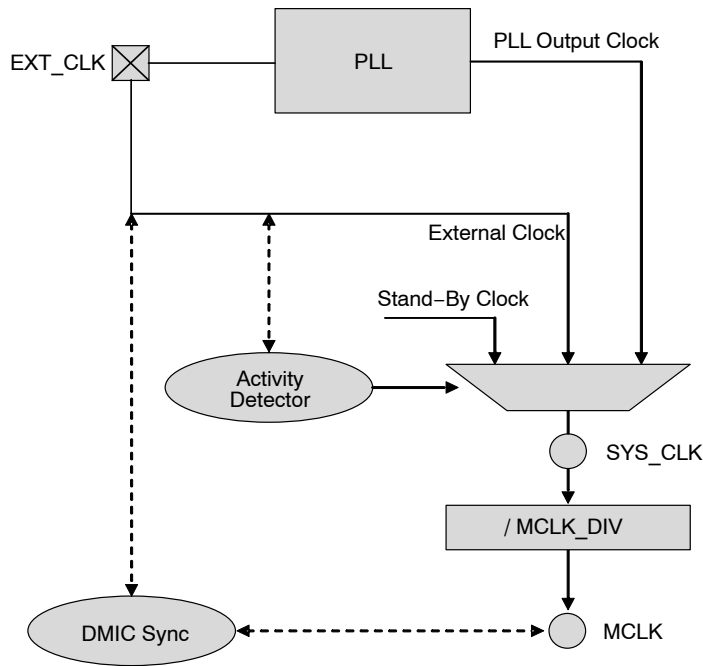 PLL Output Clock
EXT_CLK
PLL
External Clock
Stand−By Clock
Activity
Detector
SYS_CLK
/ MCLK_DIV
DMIC Sync
MCLK